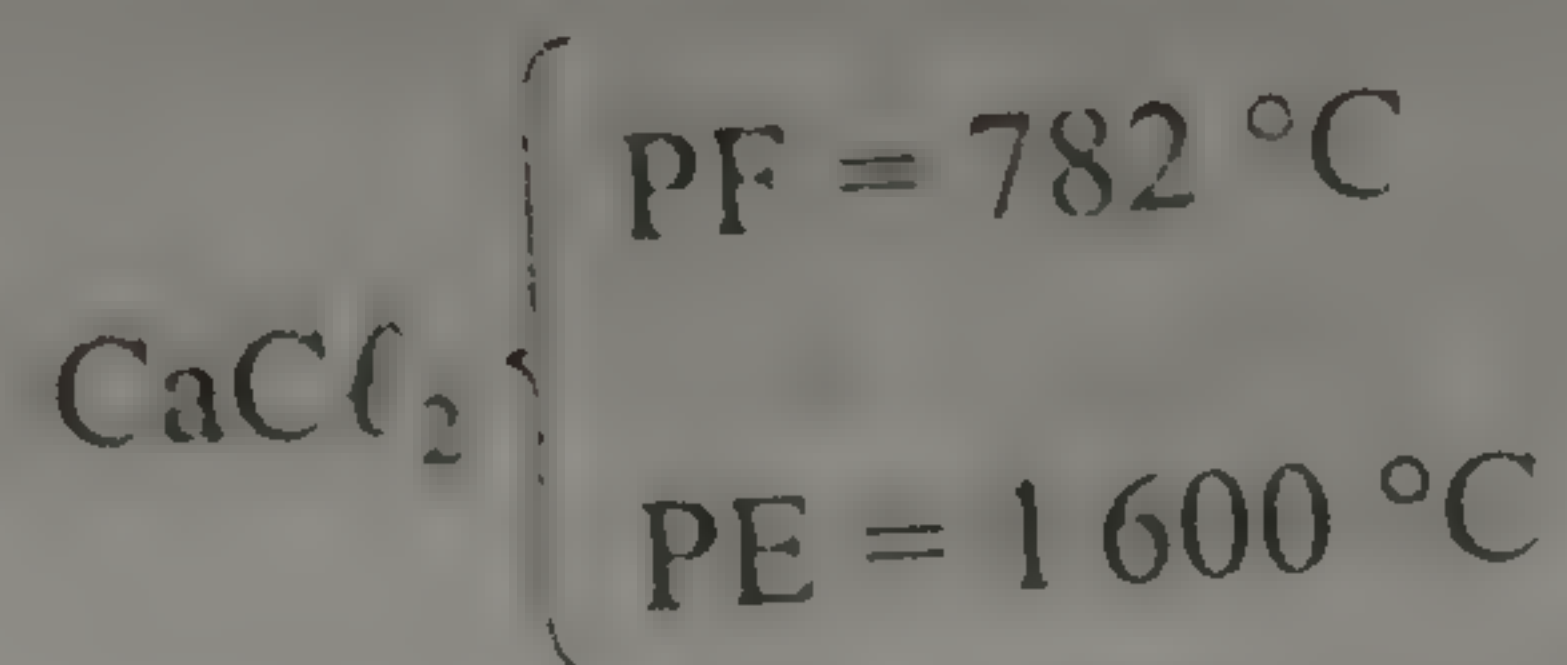 PF = 782 °C
CaCℓ₂
PE = 1 600 °C